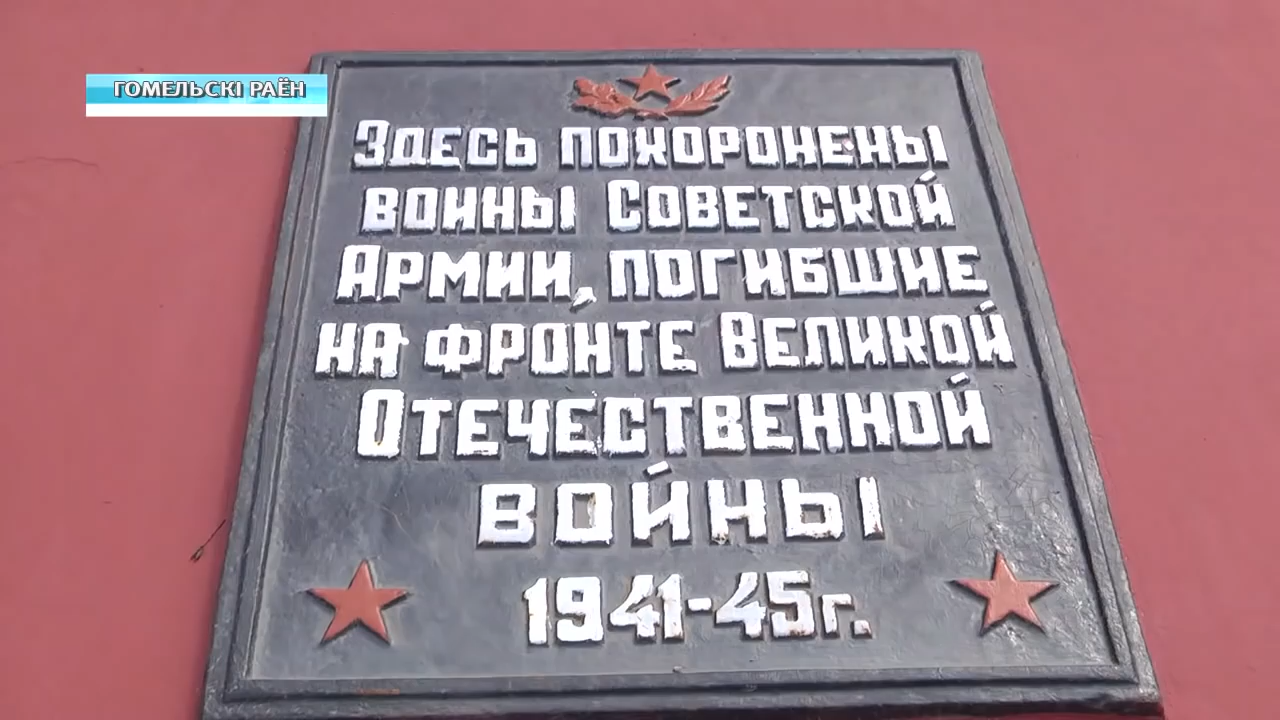 ГОМЕЛЬСКІ РАЁН
Здесь похоронены
воины Советской
Армии, погибшие
на фронте Великой
Отечественной
войны
1941-45г.